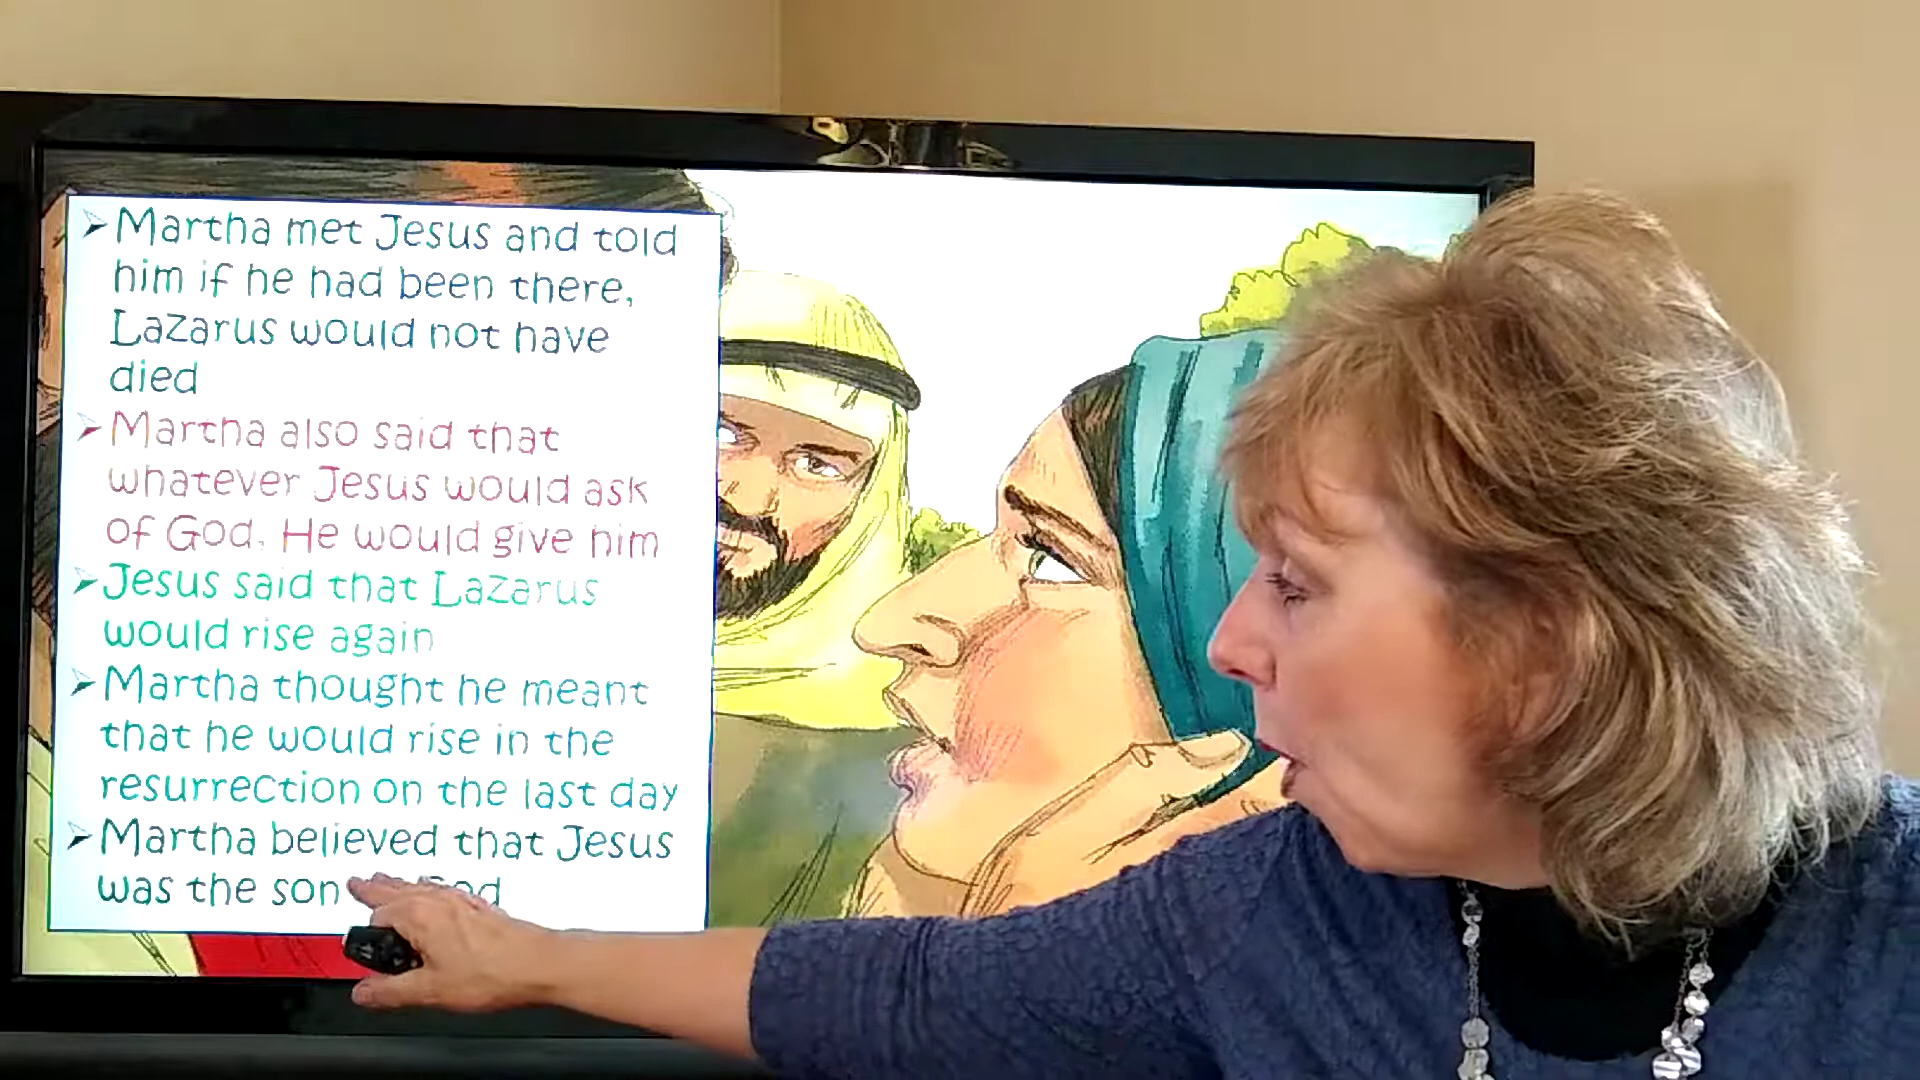 Martha met Jesus and told
him if he had been there,
Lazarus would not have
died
Martha also said that
whatever Jesus would ask
of God, He would give him
Jesus said that Lazarus
would rise again
Martha thought he meant
that he would rise in the
resurrection on the last day
Martha believed that Jesus
was the son God